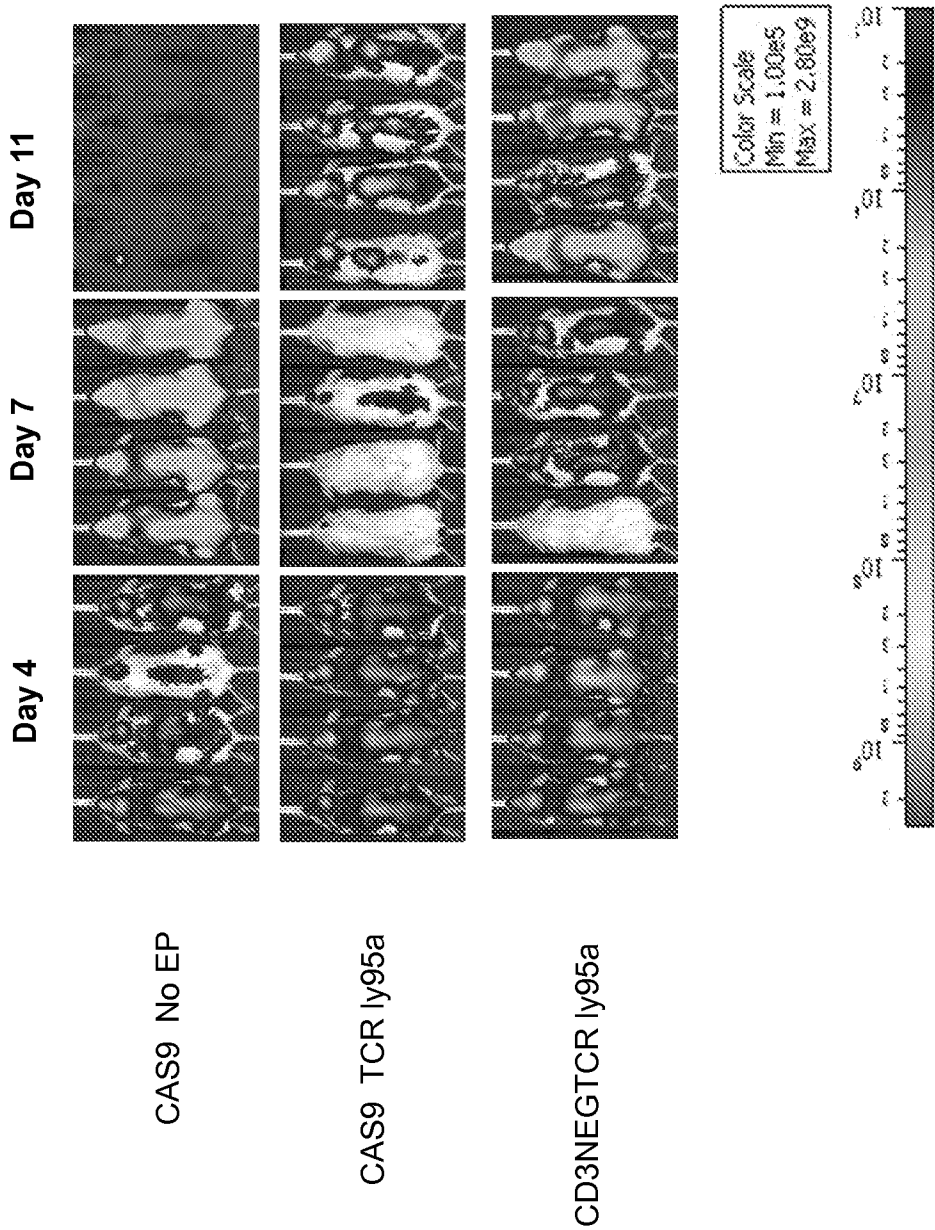 Day 4
Day 7
Day 11
CAS9 No EP
CAS9 TCR ly95a
CD3NEGTCR ly95a
Color Scale
Min = 1.00e5
Max = 2.80e9